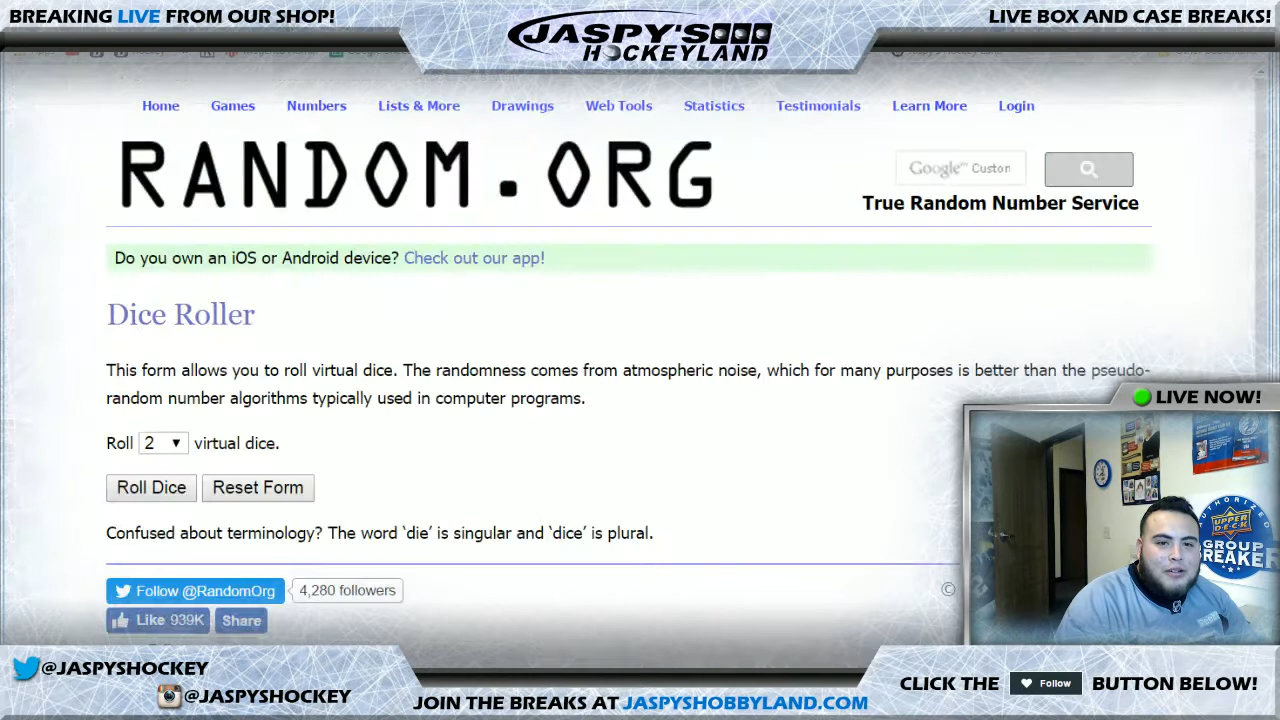 BREAKING LIVE FROM OUR SHOP!
JASPY'S
HOCKEYLAND
LIVE BOX AND CASE BREAKS!
Home Games Numbers Lists & More Drawings Web Tools Statistics Testimonials Learn More Login
RANDOM.ORG
Google™ Custom
True Random Number Service
Do you own an iOS or Android device? Check out our app!
Dice Roller
This form allows you to roll virtual dice. The randomness comes from atmospheric noise, which for many purposes is better than the pseudo-
random number algorithms typically used in computer programs.
LIVE NOW!
Roll 2 virtual dice.
Roll Dice Reset Form
Confused about terminology? The word ‘die’ is singular and ‘dice’ is plural.
AUTHORIZED
UPPER DECK
GROUP
BREAKER
Follow @RandomOrg 4,280 followers
©
Like 939K Share
@JASPYSHOCKEY
@JASPYSHOCKEY
JOIN THE BREAKS AT JASPYSHOBBYLAND.COM
CLICK THE Follow BUTTON BELOW!